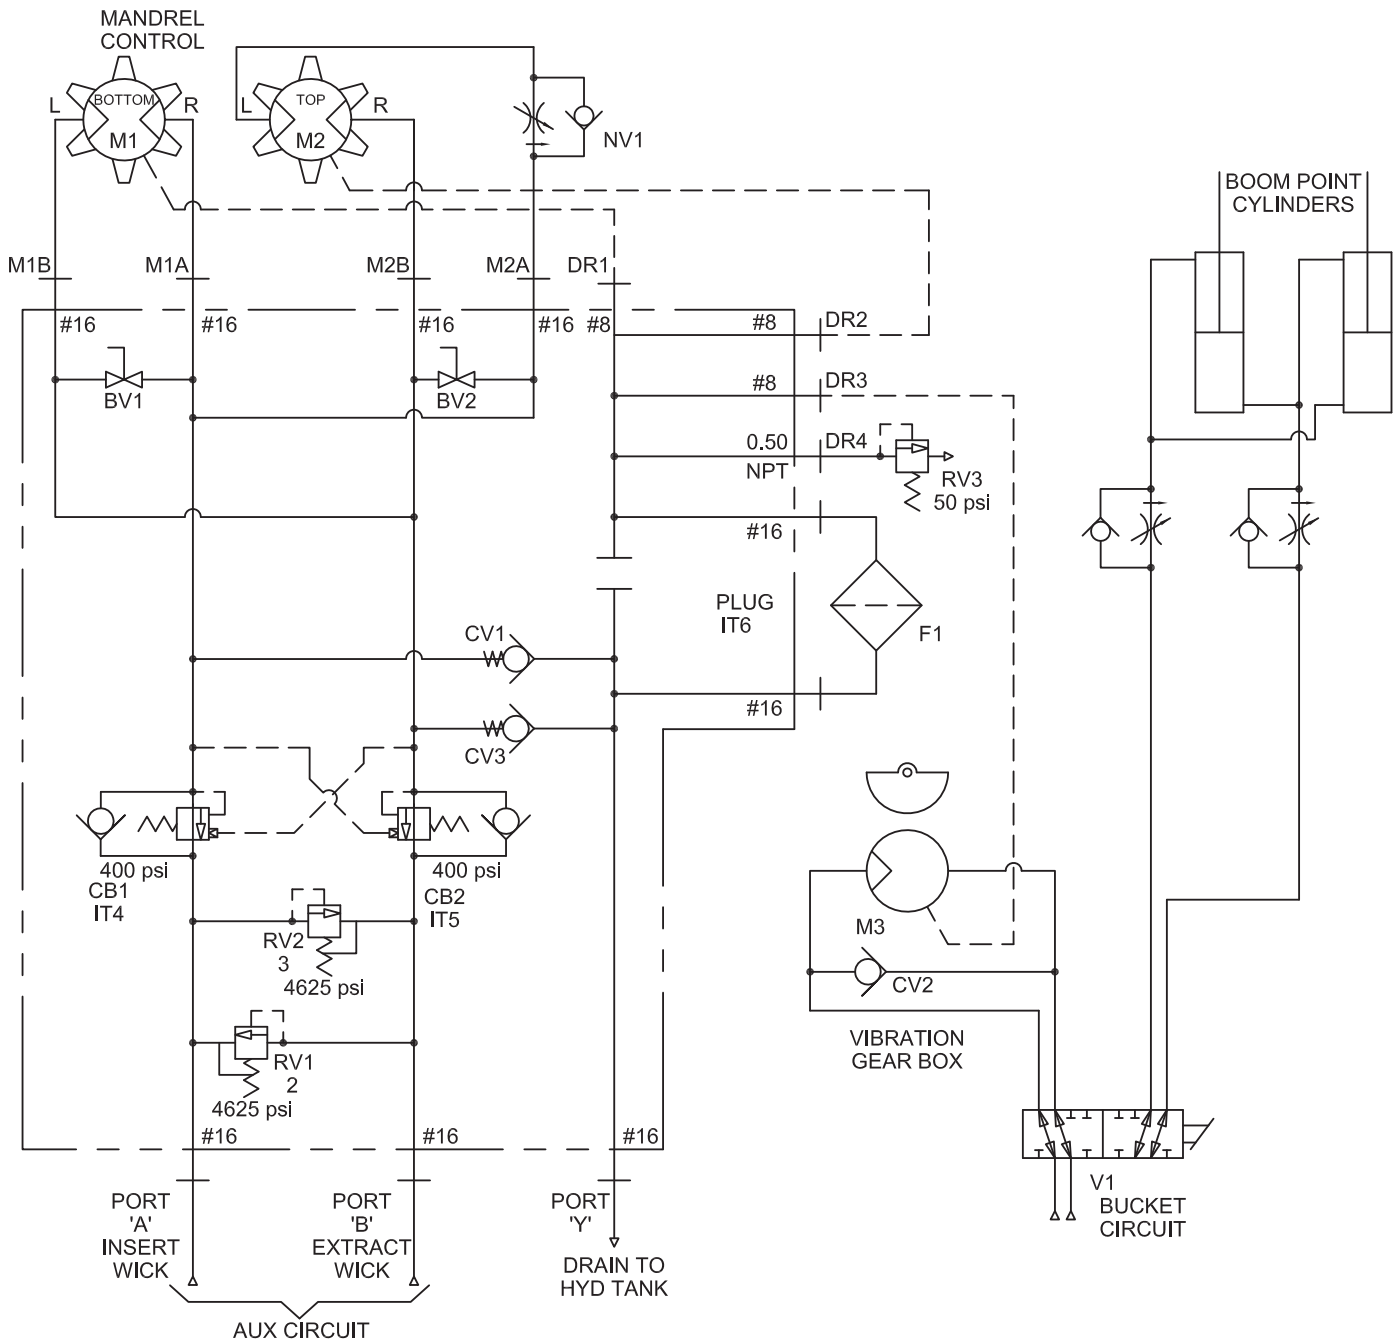 MANDREL
CONTROL
L
BOTTOM
R
M1
L
TOP
R
M2
NV1
BOOM POINT
CYLINDERS
M1B
M1A
M2B
M2A
DR1
#16
#16
#16
#16
#8
#8
DR2
BV1
BV2
#8
DR3
0.50
NPT
DR4
RV3
50 psi
#16
PLUG
IT6
F1
CV1
#16
CV3
400 psi
CB1
IT4
400 psi
CB2
IT5
RV2
3
4625 psi
M3
CV2
VIBRATION
GEAR BOX
RV1
2
4625 psi
#16
#16
#16
PORT
'A'
INSERT
WICK
PORT
'B'
EXTRACT
WICK
PORT
'Y'
DRAIN TO
HYD TANK
V1
BUCKET
CIRCUIT
AUX CIRCUIT